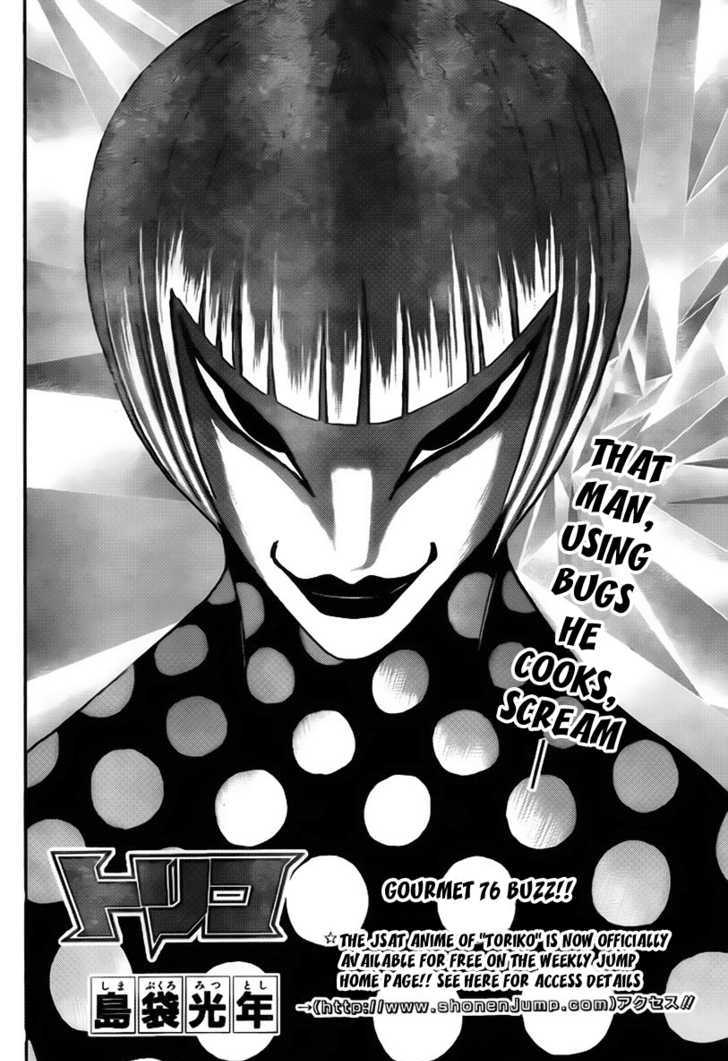 THAT
MAN,
USING
BUGS
HE
COOKS,
SCREAM
トリコ
しま ぶくろ みつ とし
島袋光年
GOURMET 76 BUZZ!!
☆THE JSAT ANIME OF "TORIKO" IS NOW OFFICIALLY
AVAILABLE FOR FREE ON THE WEEKLY JUMP
HOME PAGE!! SEE HERE FOR ACCESS DETAILS
→(http://www.shonenjump.com)アクセス!!